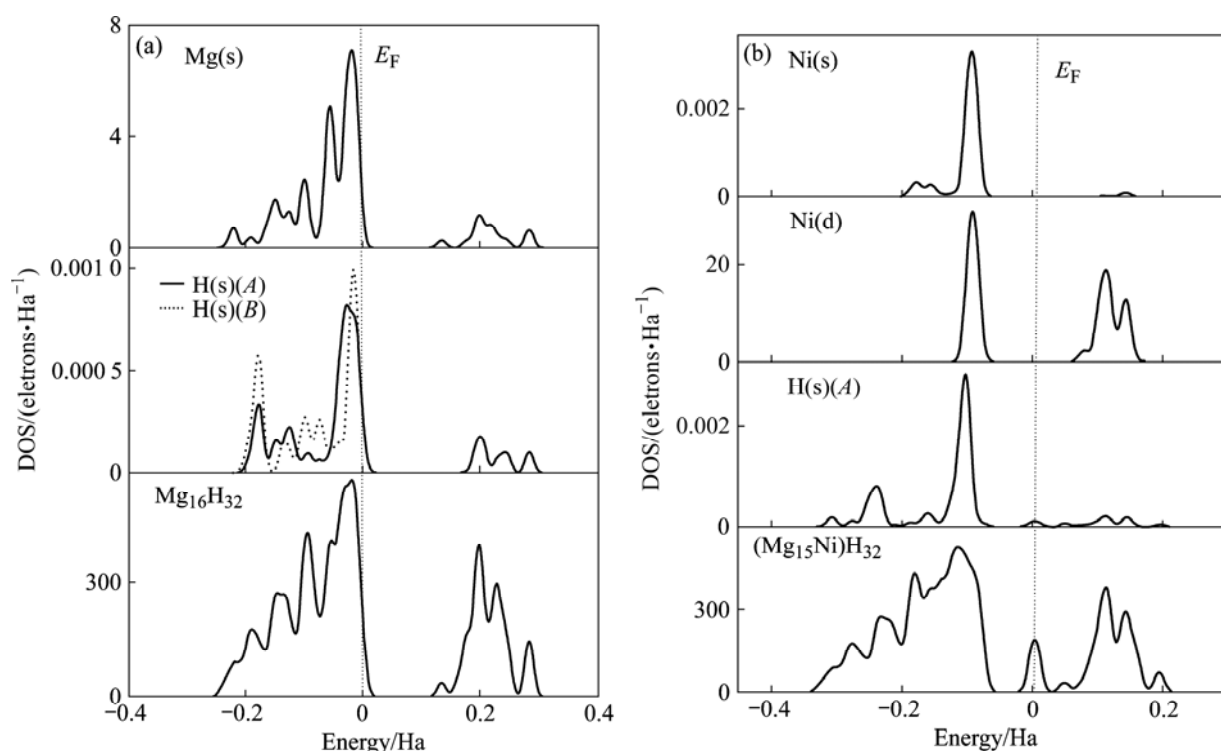 (a)
Mg(s)
E_F
8
4
0
DOS/(eletrons•Ha⁻¹)
0.001 0
0.000 5
0
H(s)(A)
H(s)(B)
Mg₁₆H₃₂
300
0
−0.4 −0.2 0 0.2 0.4
Energy/Ha
(b)
Ni(s)
E_F
0.002
0
Ni(d)
20
0
DOS/(eletrons•Ha⁻¹)
H(s)(A)
0.002
0
(Mg₁₅Ni)H₃₂
300
0
−0.4 −0.2 0 0.2
Energy/Ha